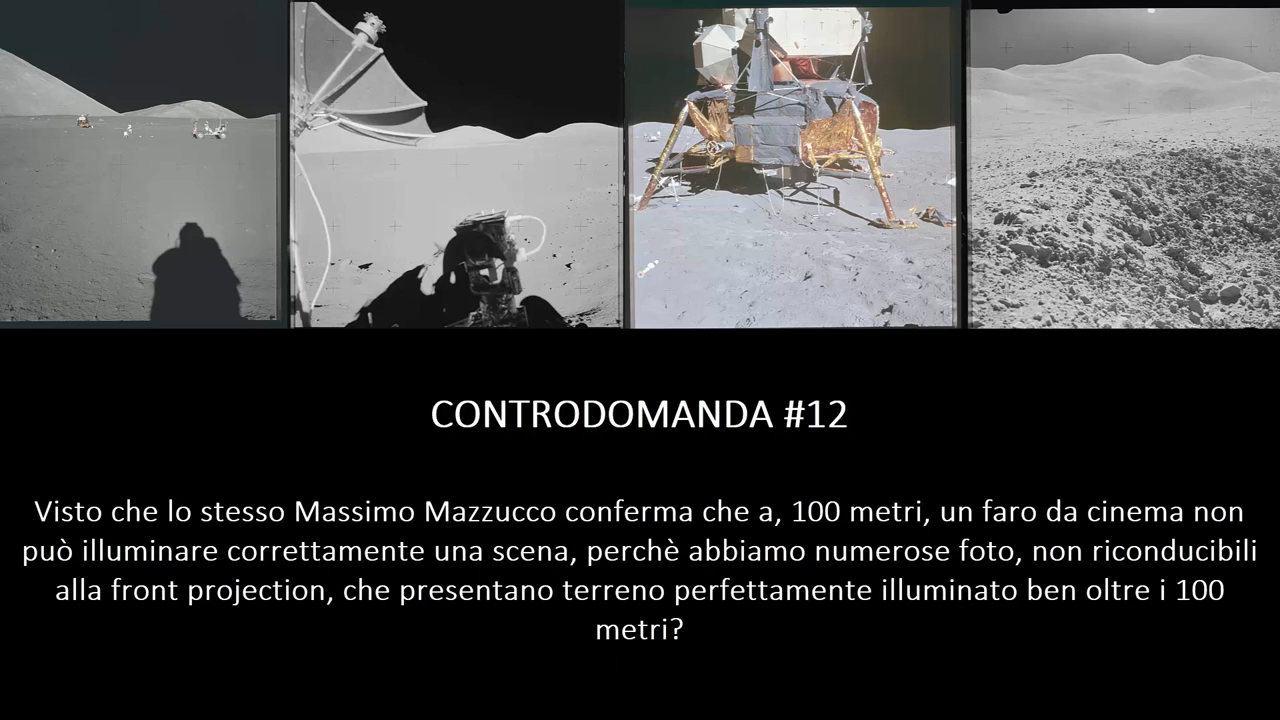 CONTRODOMANDA #12
Visto che lo stesso Massimo Mazzucco conferma che a, 100 metri, un faro da cinema non
può illuminare correttamente una scena, perchè abbiamo numerose foto, non riconducibili
alla front projection, che presentano terreno perfettamente illuminato ben oltre i 100
metri?